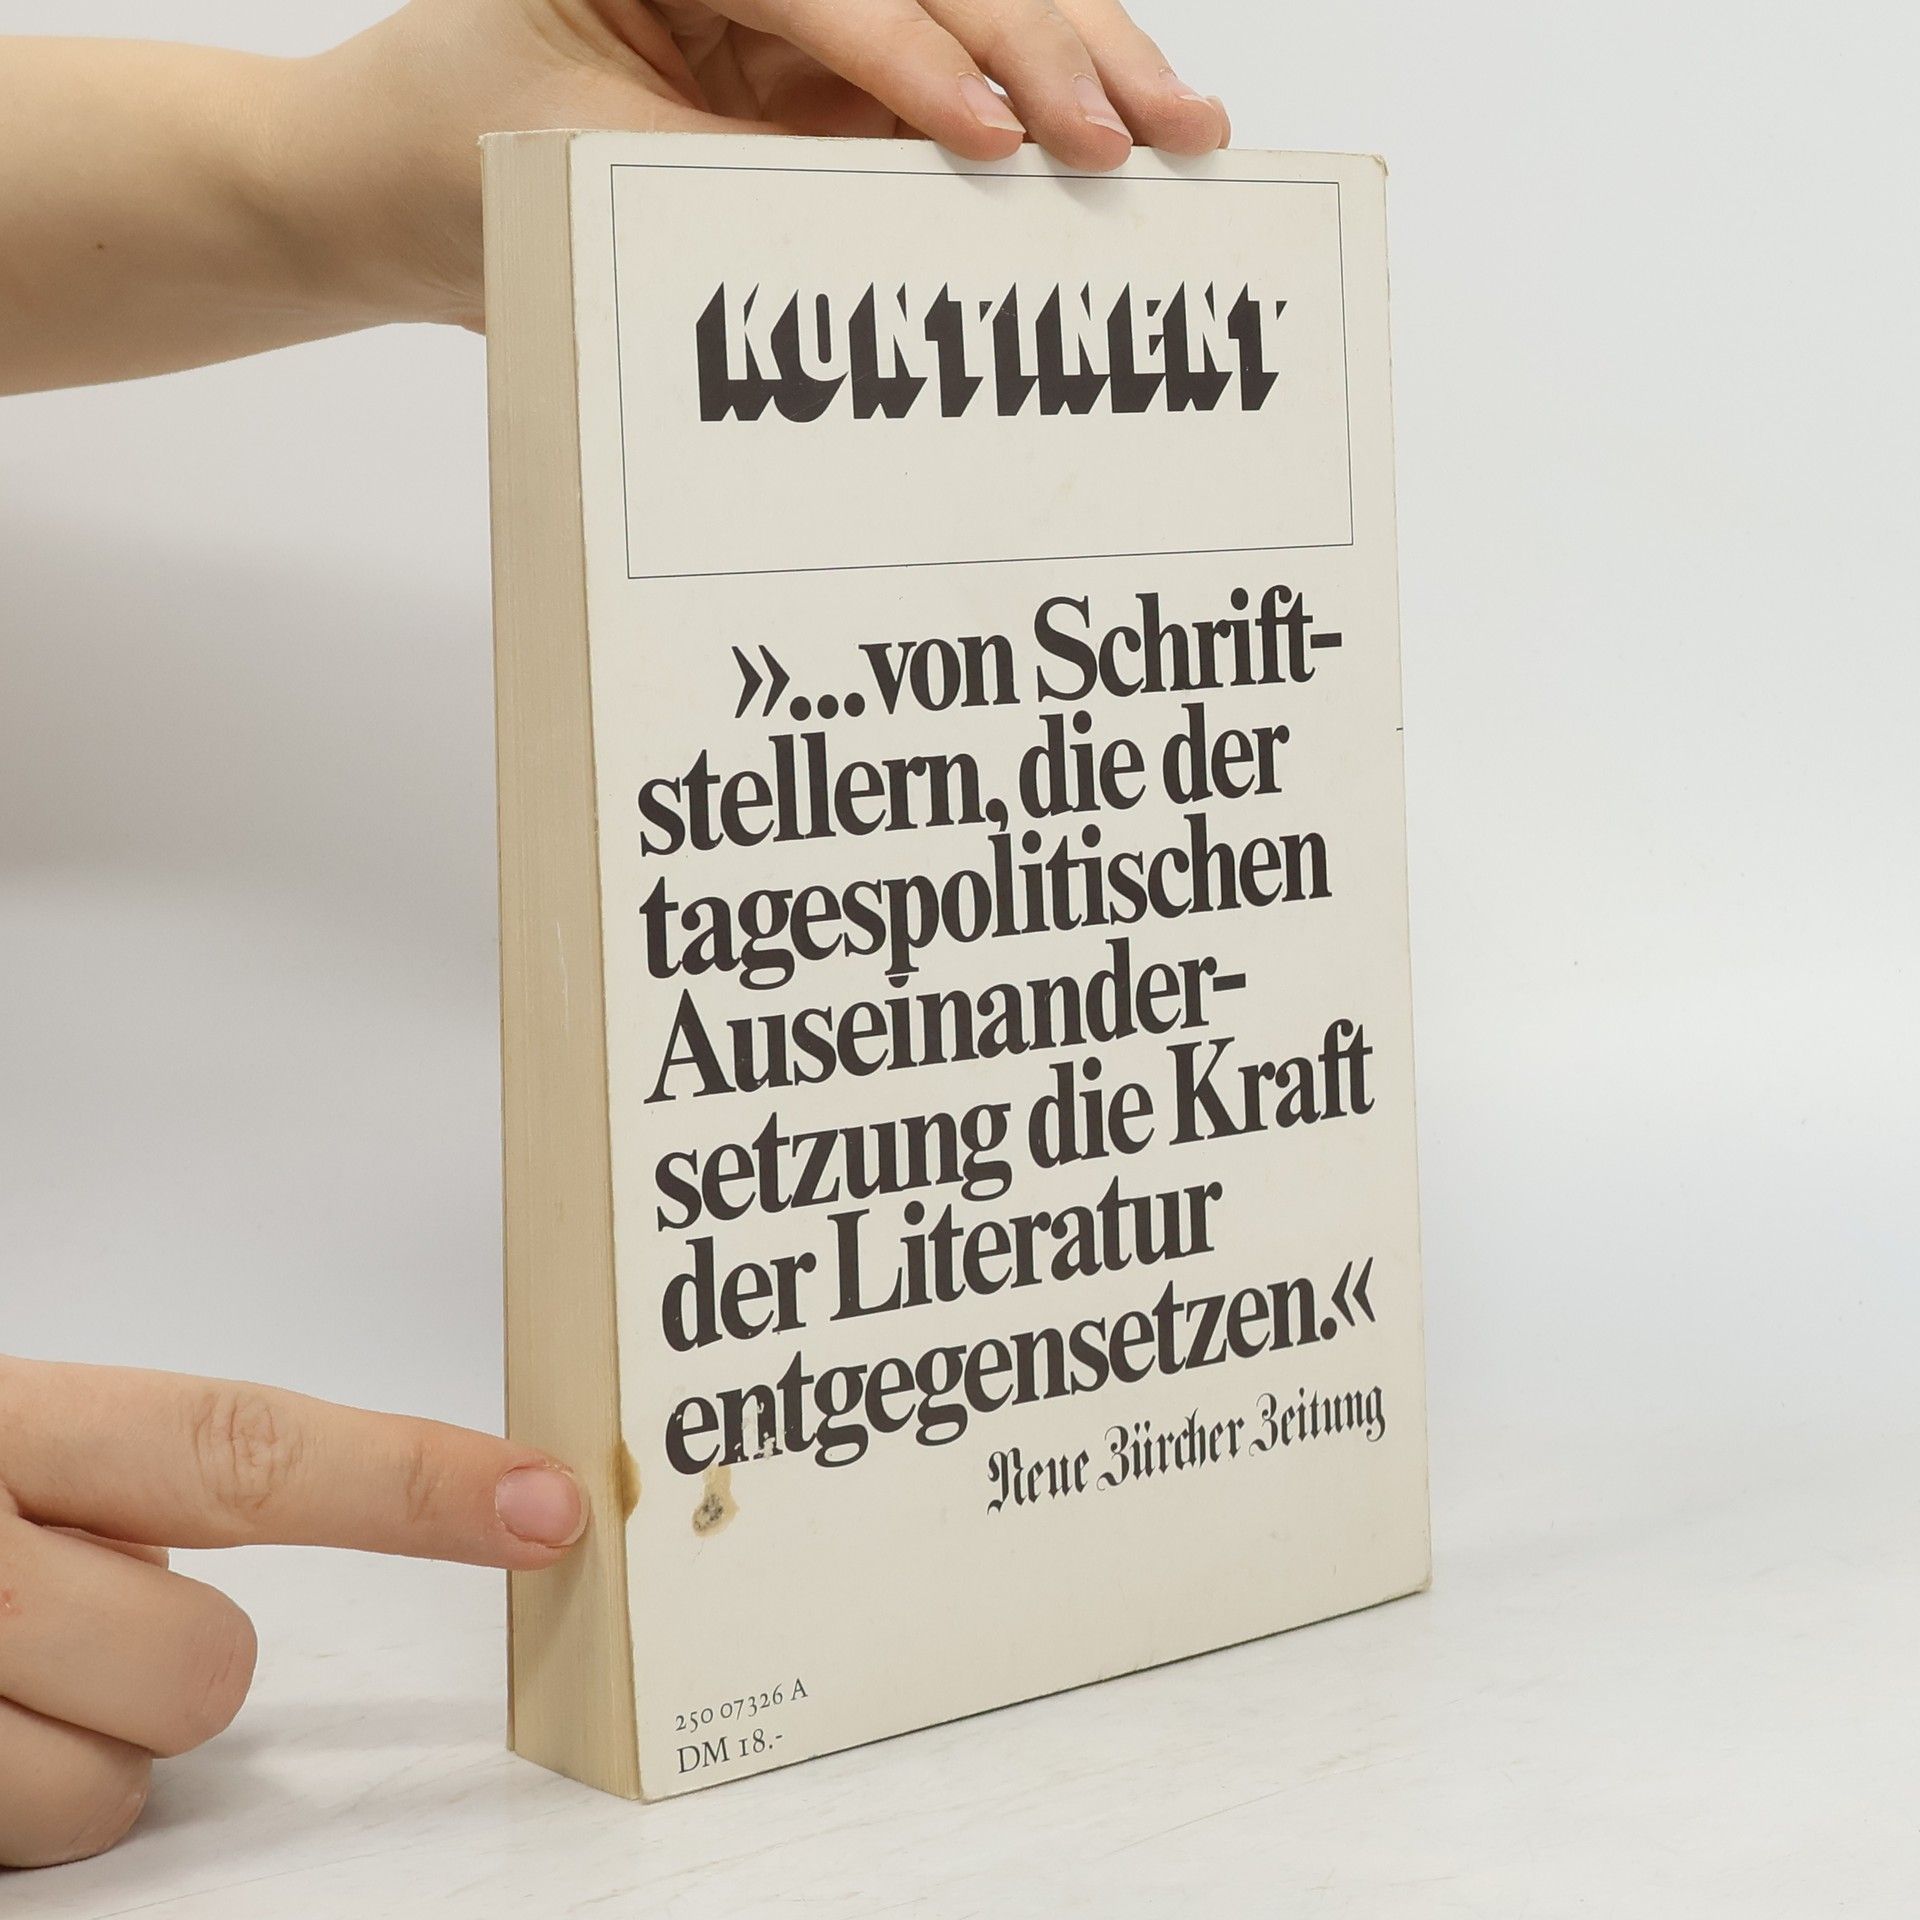 KONTINENT
»...von Schrift-
stellern, die der
tagespolitischen
Auseinander-
setzung die Kraft
der Literatur
entgegensetzen.«
Neue Zürcher Zeitung
250 07326 A
DM 18.-